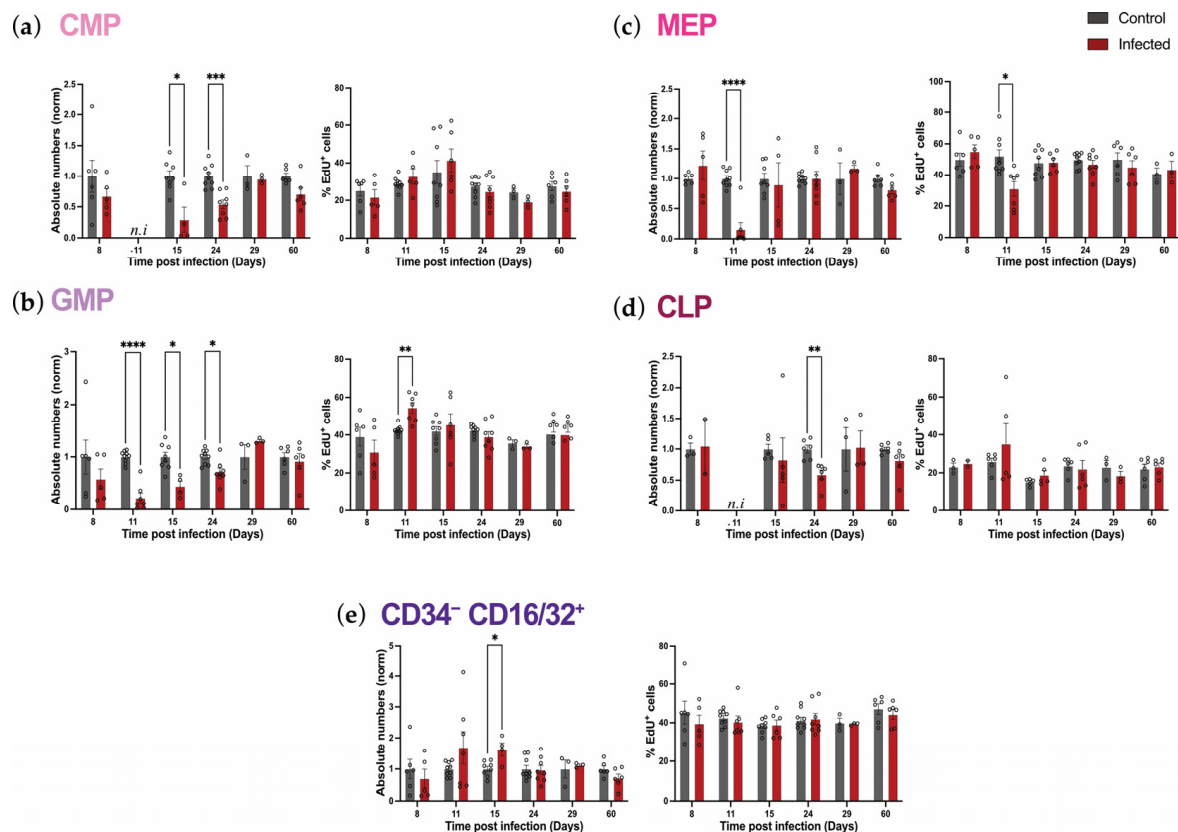 (a) CMP
Absolute numbers (norm)
2.5
2.0
1.5
1.0
0.5
0.0
* ***
n.i
8 11 15 24 29 60
Time post infection (Days)
% EdU⁺ cells
80
60
40
20
0
8 11 15 24 29 60
Time post infection (Days)
(c) MEP
Control
Infected
Absolute numbers (norm)
2.5
2.0
1.5
1.0
0.5
0.0
****
8 11 15 24 29 60
Time post infection (Days)
% EdU⁺ cells
100
80
60
40
20
0
*
8 11 15 24 29 60
Time post infection (Days)
(b) GMP
Absolute numbers (norm)
3
2
1
0
**** * *
8 11 15 24 29 60
Time post infection (Days)
% EdU⁺ cells
80
60
40
20
0
**
8 11 15 24 29 60
Time post infection (Days)
(d) CLP
Absolute numbers (norm)
2.5
2.0
1.5
1.0
0.5
0.0
**
n.i
8 11 15 24 29 60
Time post infection (Days)
% EdU⁺ cells
80
60
40
20
0
8 11 15 24 29 60
Time post infection (Days)
(e) CD34⁻ CD16/32⁺
Absolute numbers (norm)
5
4
3
2
1
0
*
8 11 15 24 29 60
Time post infection (Days)
% EdU⁺ cells
80
60
40
20
0
8 11 15 24 29 60
Time post infection (Days)